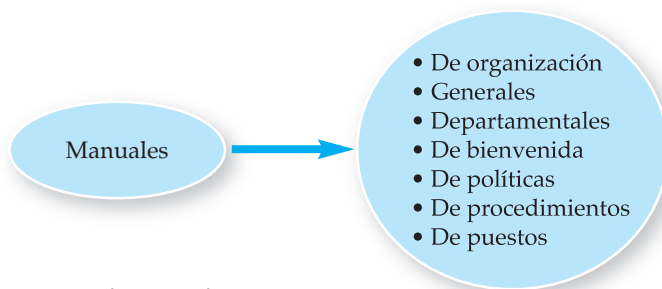 Manuales
• De organización
• Generales
• Departamentales
• De bienvenida
• De políticas
• De procedimientos
• De puestos